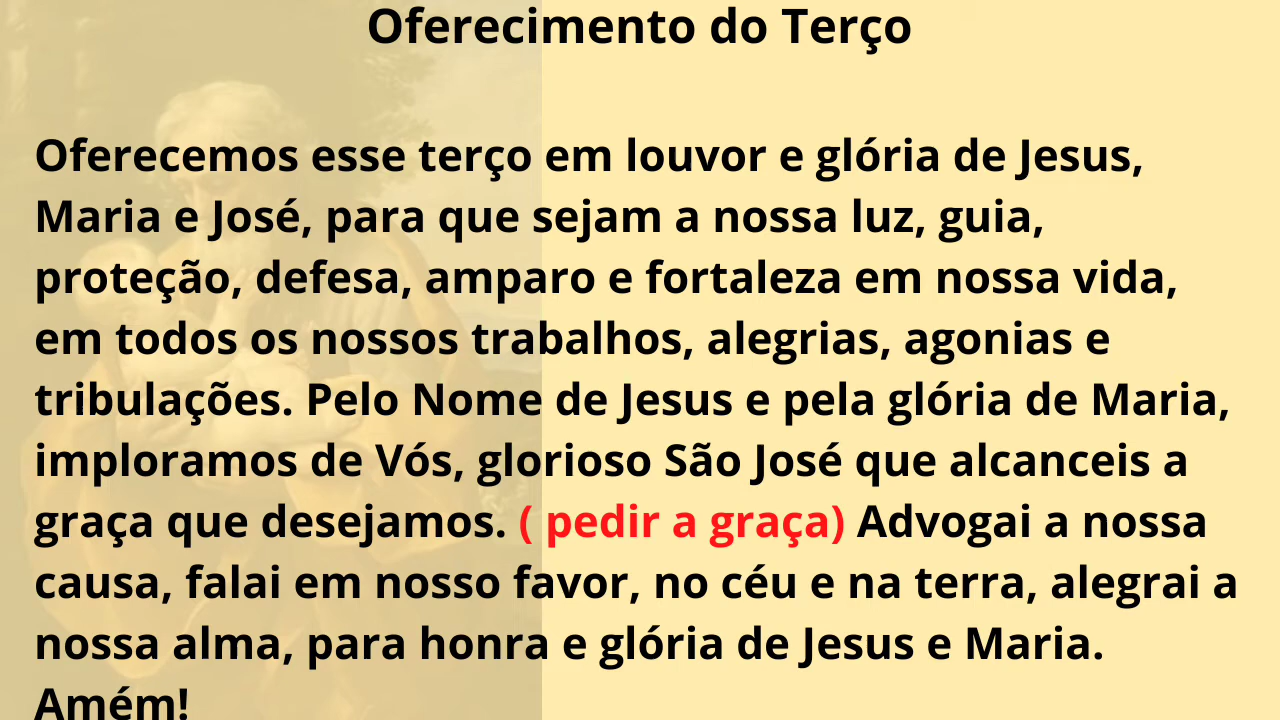 Oferecimento do Terço
Oferecemos esse terço em louvor e glória de Jesus,
Maria e José, para que sejam a nossa luz, guia,
proteção, defesa, amparo e fortaleza em nossa vida,
em todos os nossos trabalhos, alegrias, agonias e
tribulações. Pelo Nome de Jesus e pela glória de Maria,
imploramos de Vós, glorioso São José que alcanceis a
graça que desejamos. ( pedir a graça) Advogai a nossa
causa, falai em nosso favor, no céu e na terra, alegrai a
nossa alma, para honra e glória de Jesus e Maria.
Amém!